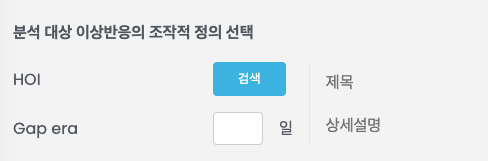 분석 대상 이상반응의 조작적 정의 선택
HOI
검색
제목
Gap era
일
상세설명